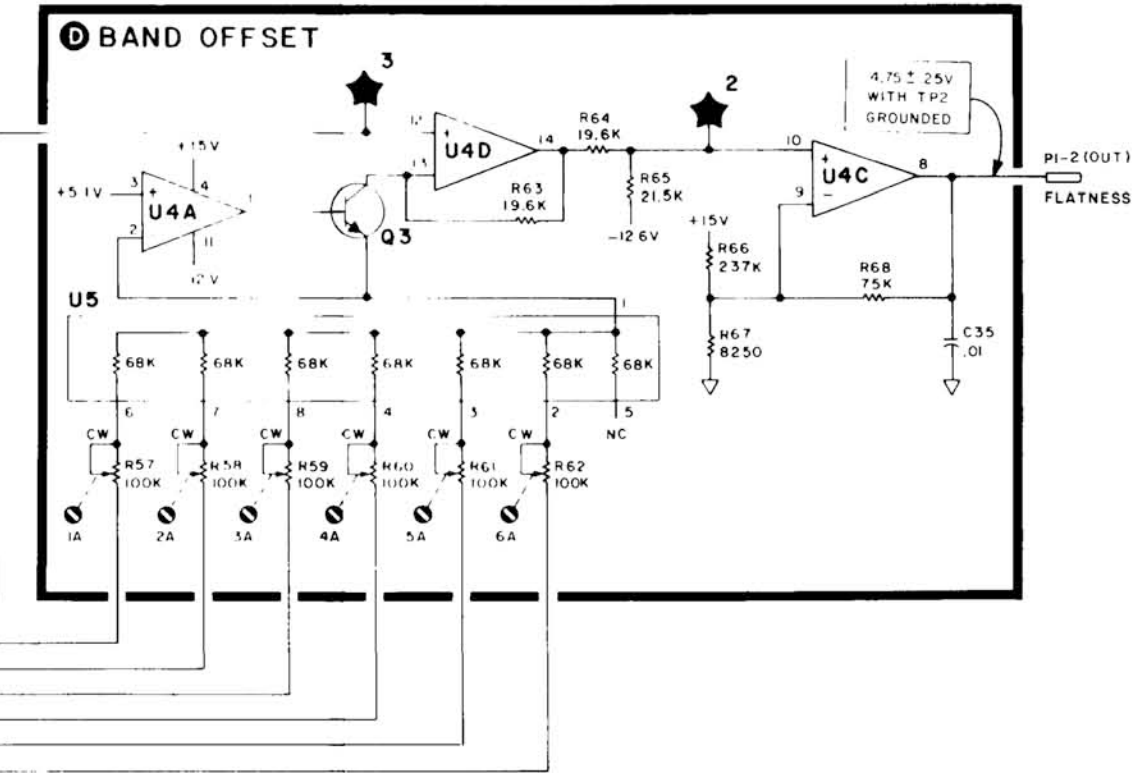 D BAND OFFSET
3
2
4.75 ± 25V
WITH TP2
GROUNDED
12
13
+
U4D
14
R64
19.6K
R63
19.6K
R65
21.5K
-12.6V
10
9
+
-
U4C
8
P1-2 (OUT)
FLATNESS
+15V
+5.1V
3
2
+
U4A
4
11
1
12V
Q3
+15V
R66
237K
R67
8250
R68
75K
C35
.01
U5
1
68K
68K
68K
68K
68K
68K
68K
6
7
8
4
3
2
5
NC
CW
CW
CW
CW
CW
CW
R57
100K
R58
100K
R59
100K
R60
100K
R61
100K
R62
100K
1A
2A
3A
4A
5A
6A